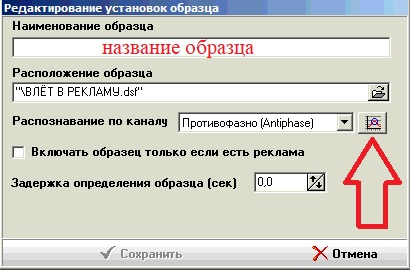 Редактирование установок образца
Наименование образца
название образца
Расположение образца
"\ВЛЁТ В РЕКЛАМУ.dsf"
Распознавание по каналу Противофазно (Antiphase)
Включать образец только если есть реклама
Задержка определения образца (сек) 0,0
Сохранить Отмена